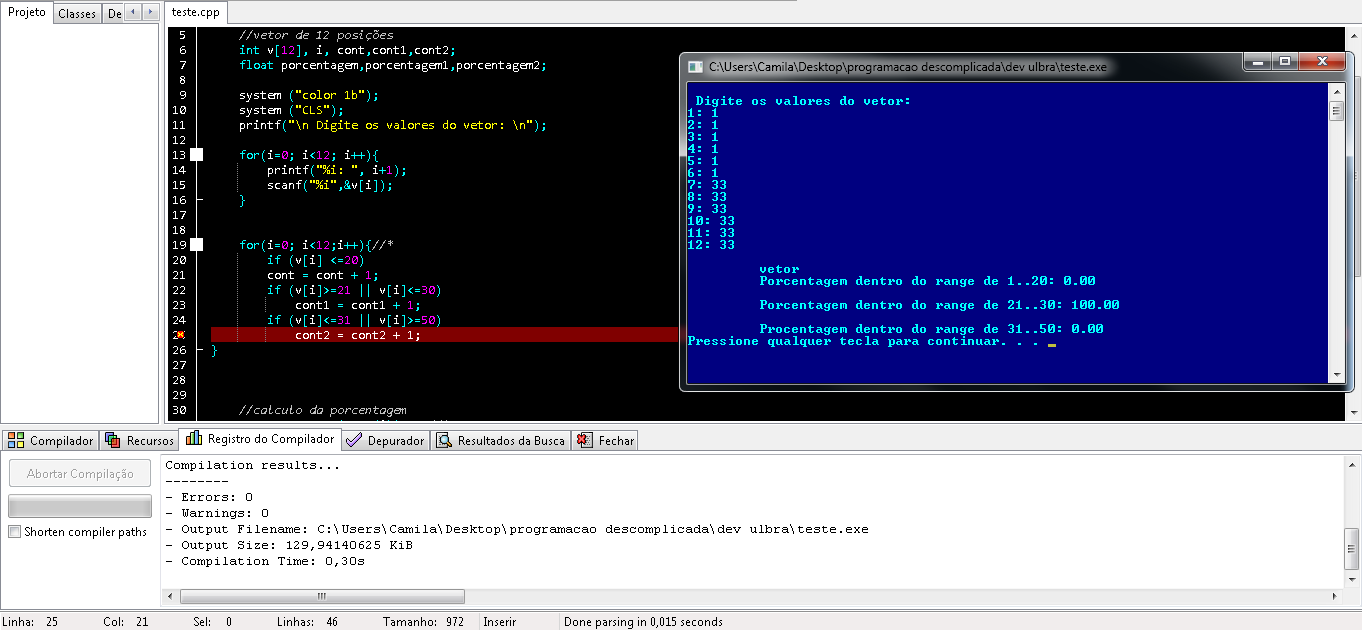 Projeto Classes De teste.cpp
5 //vetor de 12 posições
6 int v[12], i, cont,cont1,cont2;
7 float porcentagem,porcentagem1,porcentagem2;
8
9 system ("color 1b");
10 system ("CLS");
11 printf("\n Digite os valores do vetor: \n");
12
13 for(i=0; i<12; i++){
14 printf("%i: ", i+1);
15 scanf("%i",&v[i]);
16 }
17
18
19 for(i=0; i<12;i++){//*
20 if (v[i] <=20)
21 cont = cont + 1;
22 if (v[i]>=21 || v[i]<=30)
23 cont1 = cont1 + 1;
24 if (v[i]<=31 || v[i]>=50)
cont2 = cont2 + 1;
26 }
27
28
29
30 //calculo da porcentagem
C:\Users\Camila\Desktop\programacao descomplicada\dev ulbra\teste.exe
Digite os valores do vetor:
1: 1
2: 1
3: 1
4: 1
5: 1
6: 1
7: 33
8: 33
9: 33
10: 33
11: 33
12: 33
vetor
Porcentagem dentro do range de 1..20: 0.00
Porcentagem dentro do range de 21..30: 100.00
Procentagem dentro do range de 31..50: 0.00
Pressione qualquer tecla para continuar. . .
Compilador Recursos Registro do Compilador Depurador Resultados da Busca Fechar
Abortar Compilação
Shorten compiler paths
Compilation results...
--------
- Errors: 0
- Warnings: 0
- Output Filename: C:\Users\Camila\Desktop\programacao descomplicada\dev ulbra\teste.exe
- Output Size: 129,94140625 KiB
- Compilation Time: 0,30s
Linha: 25 Col: 21 Sel: 0 Linhas: 46 Tamanho: 972 Inserir Done parsing in 0,015 seconds